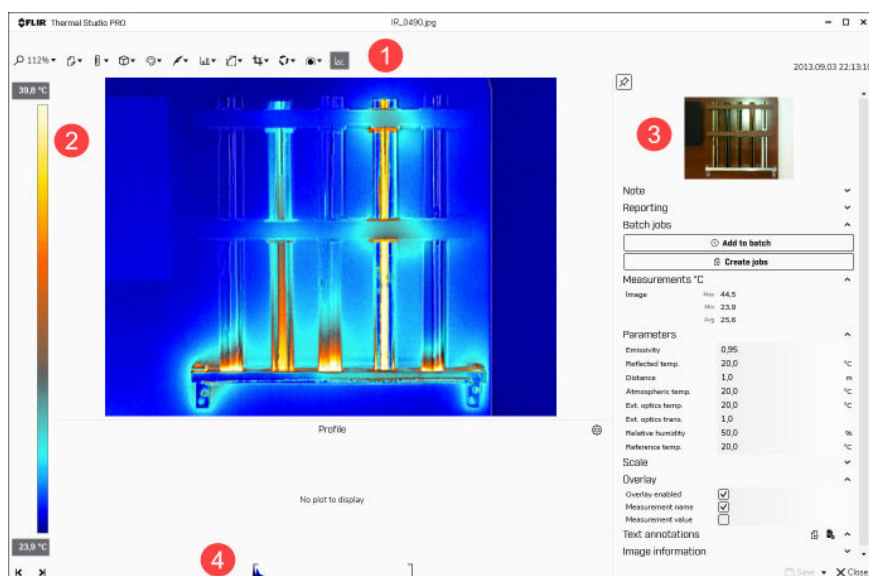 FLIR Thermal Studio PRO
IR_0490.jpg
112%
1
2013.09.03 22:13:10
39,8 °C
2
3
Note
Reporting
Batch jobs
Add to batch
Create jobs
Measurements °C
Image Max 44,5
Min 23,9
Avg 25,6
Parameters
Emissivity 0,95
Reflected temp. 20,0 °C
Distance 1,0 m
Atmospheric temp. 20,0 °C
Ext. optics temp. 20,0 °C
Ext. optics trans. 1,0
Relative humidity 50,0 %
Reference temp. 20,0 °C
Scale
Overlay
Overlay enabled
Measurement name
Measurement value
Text annotations
Image information
Profile
No plot to display
23,9 °C
4
Save
Close